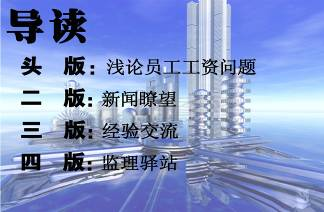 导读
头 版：浅论员工工资问题
二 版：新闻瞭望
三 版：经验交流
四 版：监理驿站